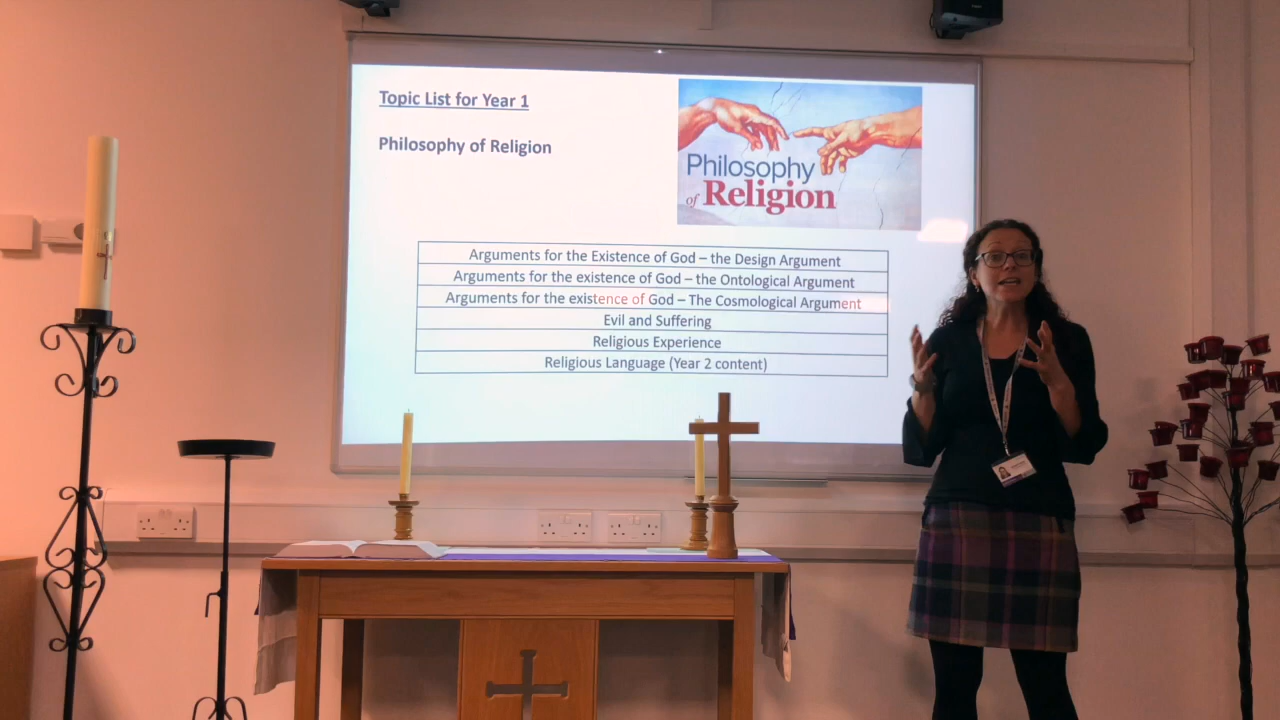 Topic List for Year 1
Philosophy of Religion
Philosophy
of Religion
Arguments for the Existence of God – the Design Argument
Arguments for the existence of God – the Ontological Argument
Arguments for the existence of God – The Cosmological Argument
Evil and Suffering
Religious Experience
Religious Language (Year 2 content)